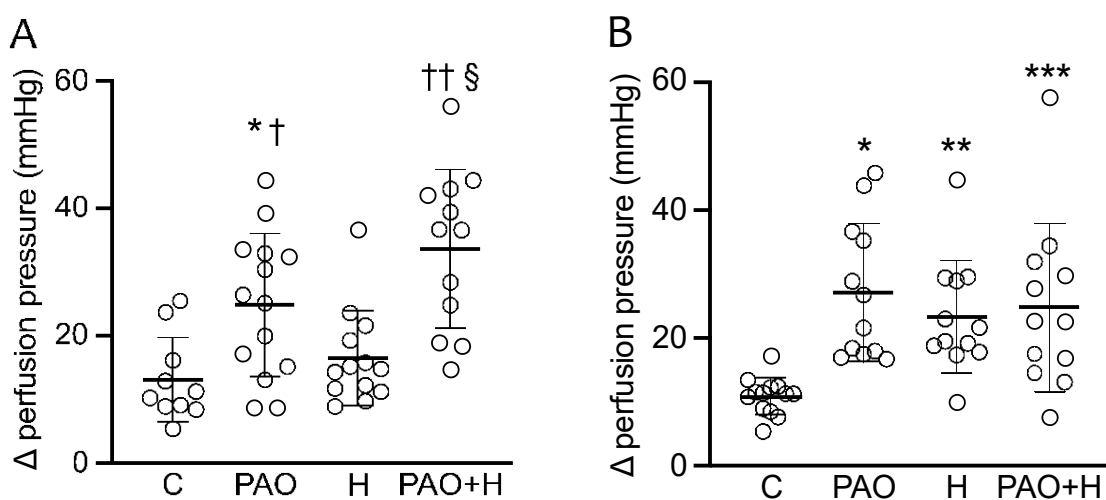 A
Δ perfusion pressure (mmHg)
60
40
20
0
* †
†† §
C PAO H PAO+H
B
Δ perfusion pressure (mmHg)
60
40
20
0
*
**
***
C PAO H PAO+H